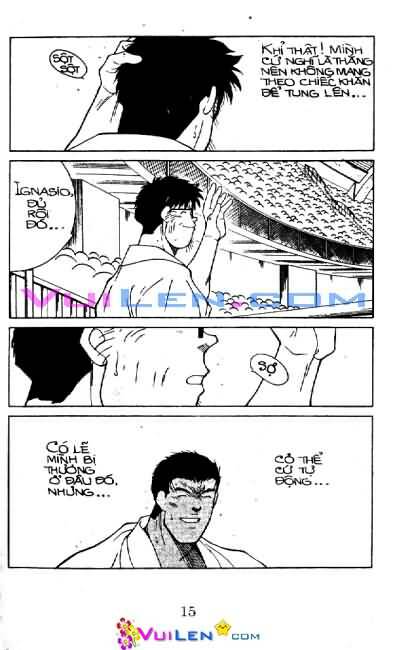 SỘT
SỘT
KHỈ THẬT! MÌNH
CỨ NGHĨ LÀ THẮNG
NÊN KHÔNG MANG
THEO CHIẾC KHĂN
ĐỂ TUNG LÊN...
IGNASIO,
ĐỦ
RỒI
ĐÓ...
VUILEN.COM
SỢ
CÓ LẼ
MÌNH BỊ
THƯƠNG
Ở ĐÂU ĐÓ,
NHƯNG...
CƠ THỂ
CỨ TỰ
ĐỘNG...
15
VUILEN.COM